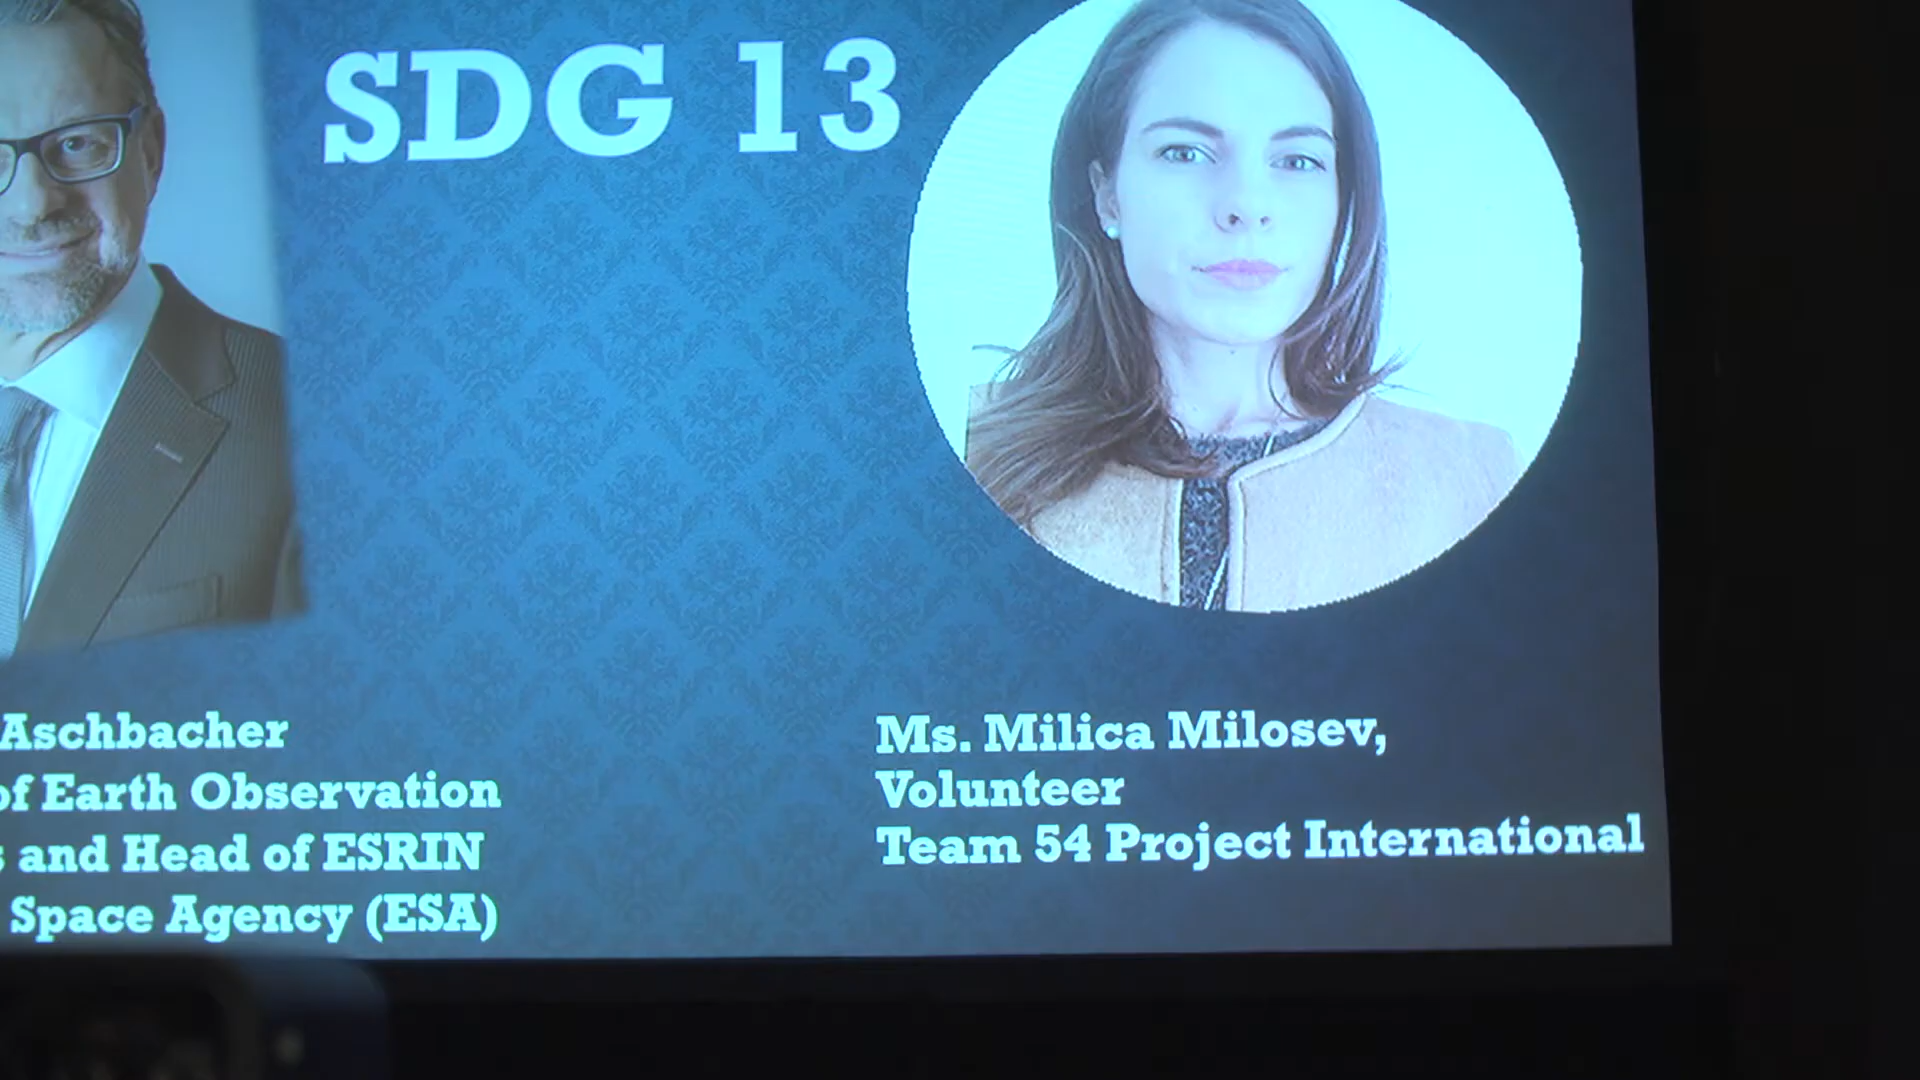 SDG 13
Aschbacher
of Earth Observation
and Head of ESRIN
Space Agency (ESA)
Ms. Milica Milosev,
Volunteer
Team 54 Project International